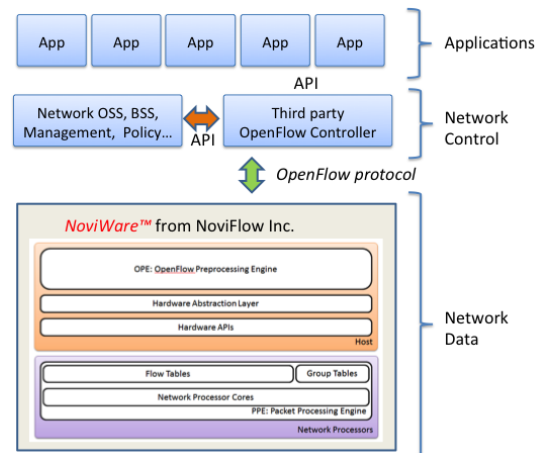 App App App App App
Applications
API
Network OSS, BSS,
Management, Policy...
API
Third party
OpenFlow Controller
Network
Control
OpenFlow protocol
NoviWare™ from NoviFlow Inc.
OPE: OpenFlow Preprocessing Engine
Hardware Abstraction Layer
Hardware APIs
Host
Flow Tables
Group Tables
Network Processor Cores
PPE: Packet Processing Engine
Network Processors
Network
Data